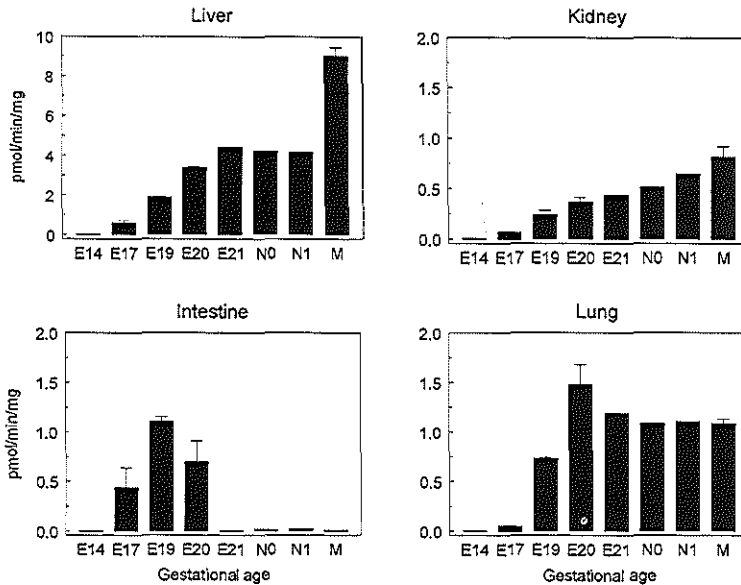 Liver
Kidney
pmol/min/mg
10
8
6
4
2
0
E14 E17 E19 E20 E21 N0 N1 M
2.0
1.5
1.0
0.5
0.0
E14 E17 E19 E20 E21 N0 N1 M
Intestine
Lung
pmol/min/mg
2.0
1.5
1.0
0.5
0.0
E14 E17 E19 E20 E21 N0 N1 M
Gestational age
2.0
1.5
1.0
0.5
0.0
E14 E17 E19 E20 E21 N0 N1 M
Gestational age